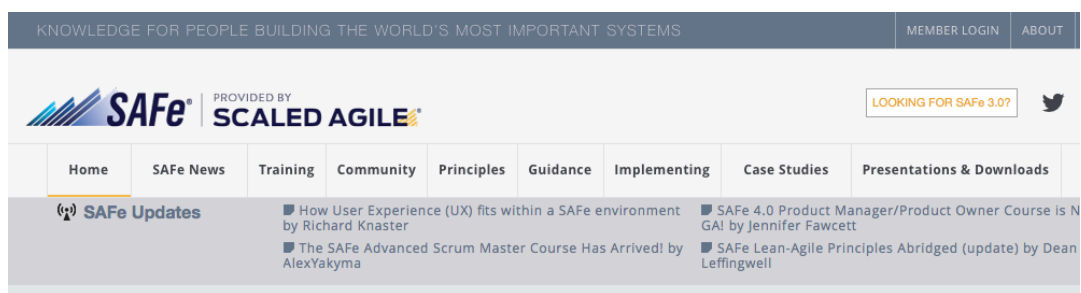 KNOWLEDGE FOR PEOPLE BUILDING THE WORLD'S MOST IMPORTANT SYSTEMS
MEMBER LOGIN
ABOUT
SAFe®
PROVIDED BY
SCALED AGILE®
LOOKING FOR SAFe 3.0?
Home
SAFe News
Training
Community
Principles
Guidance
Implementing
Case Studies
Presentations & Downloads
SAFe Updates
How User Experience (UX) fits within a SAFe environment
by Richard Knaster
The SAFe Advanced Scrum Master Course Has Arrived! by
AlexYakyma
SAFe 4.0 Product Manager/Product Owner Course is N
GA! by Jennifer Fawcett
SAFe Lean-Agile Principles Abridged (update) by Dean
Leffingwell